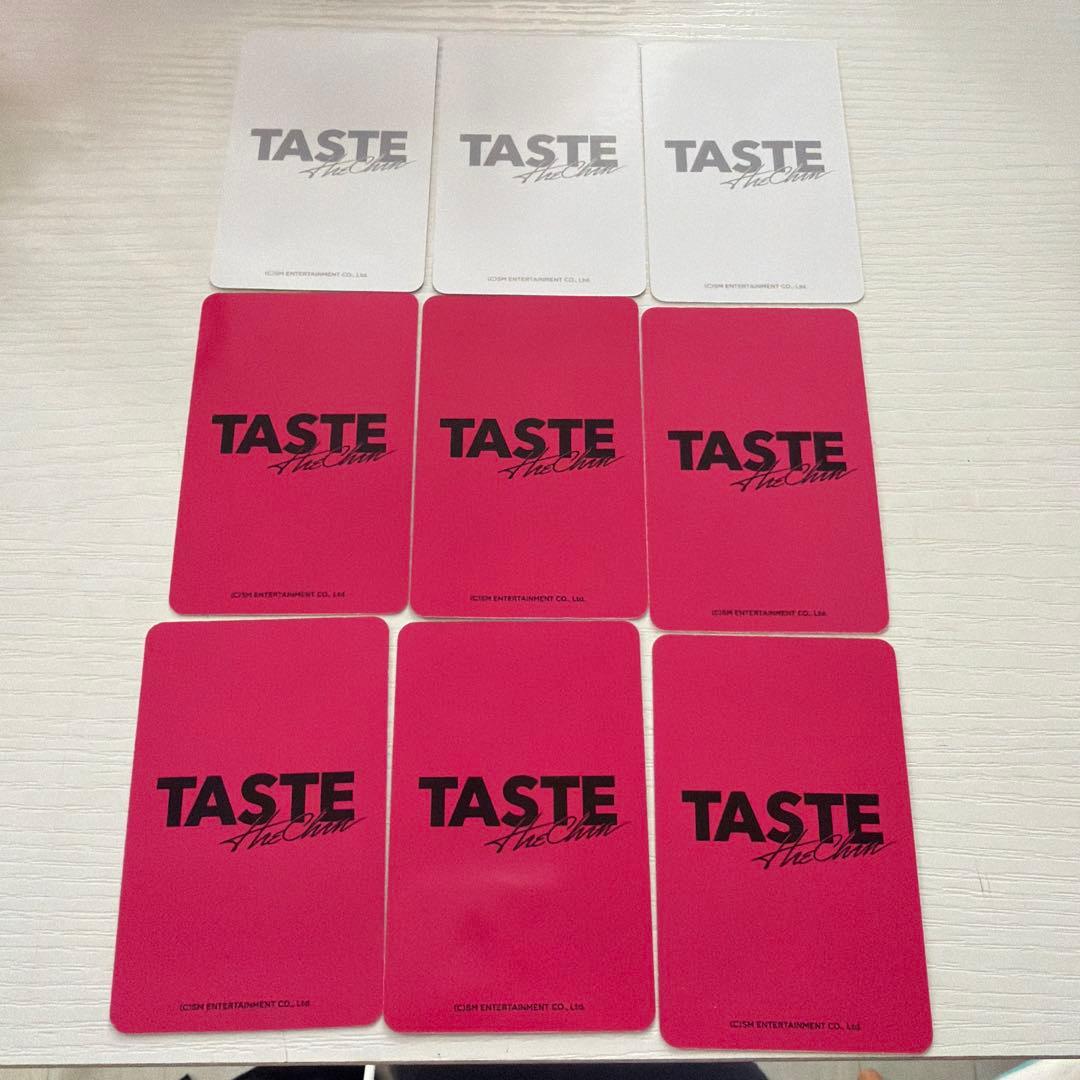 TASTE
The Chin
(C)SM ENTERTAINMENT CO., Ltd.
TASTE
The Chin
(C)SM ENTERTAINMENT CO., Ltd.
TASTE
The Chin
(C)SM ENTERTAINMENT CO., Ltd.
TASTE
The Chin
(C)SM ENTERTAINMENT CO., Ltd.
TASTE
The Chin
(C)SM ENTERTAINMENT CO., Ltd.
TASTE
The Chin
(C)SM ENTERTAINMENT CO., Ltd.
TASTE
The Chin
(C)SM ENTERTAINMENT CO., Ltd.
TASTE
The Chin
(C)SM ENTERTAINMENT CO., Ltd.
TASTE
The Chin
(C)SM ENTERTAINMENT CO., Ltd.